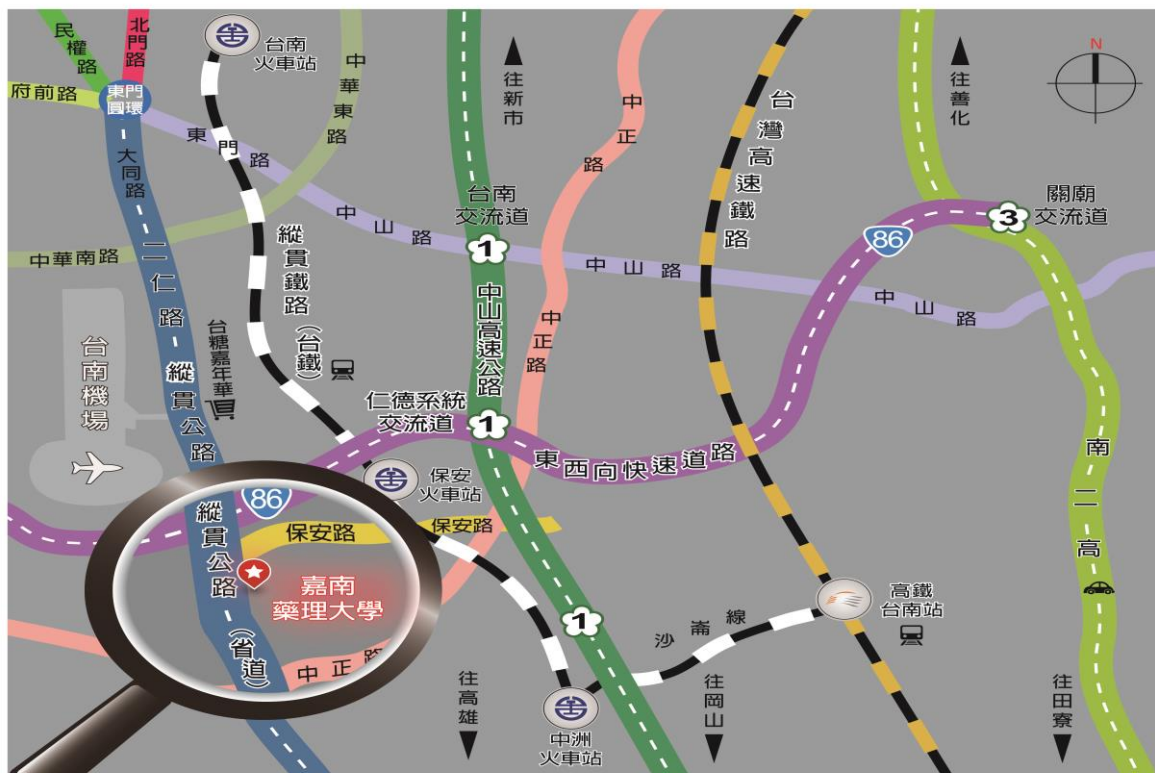 民權路
北門路
台南
火車站
中華東路
往新市
中正路
台灣高速鐵路
往善化
N
府前路
東門
圓環
東門路
大同路
台南
交流道
1
關廟
交流道
3
86
中山路
中山路
中山路
中華南路
二仁路
縱貫鐵路
(台鐵)
中山高速公路
中正路
台糖嘉年華
台南機場
縱貫公路
仁德系統
交流道
1
東西向快速道路
南二高
保安
火車站
86
縱貫公路
保安路
保安路
嘉南
藥理大學
(省道)
中正路
1
高鐵
台南站
沙崙線
往高雄
中洲
火車站
往岡山
往田寮